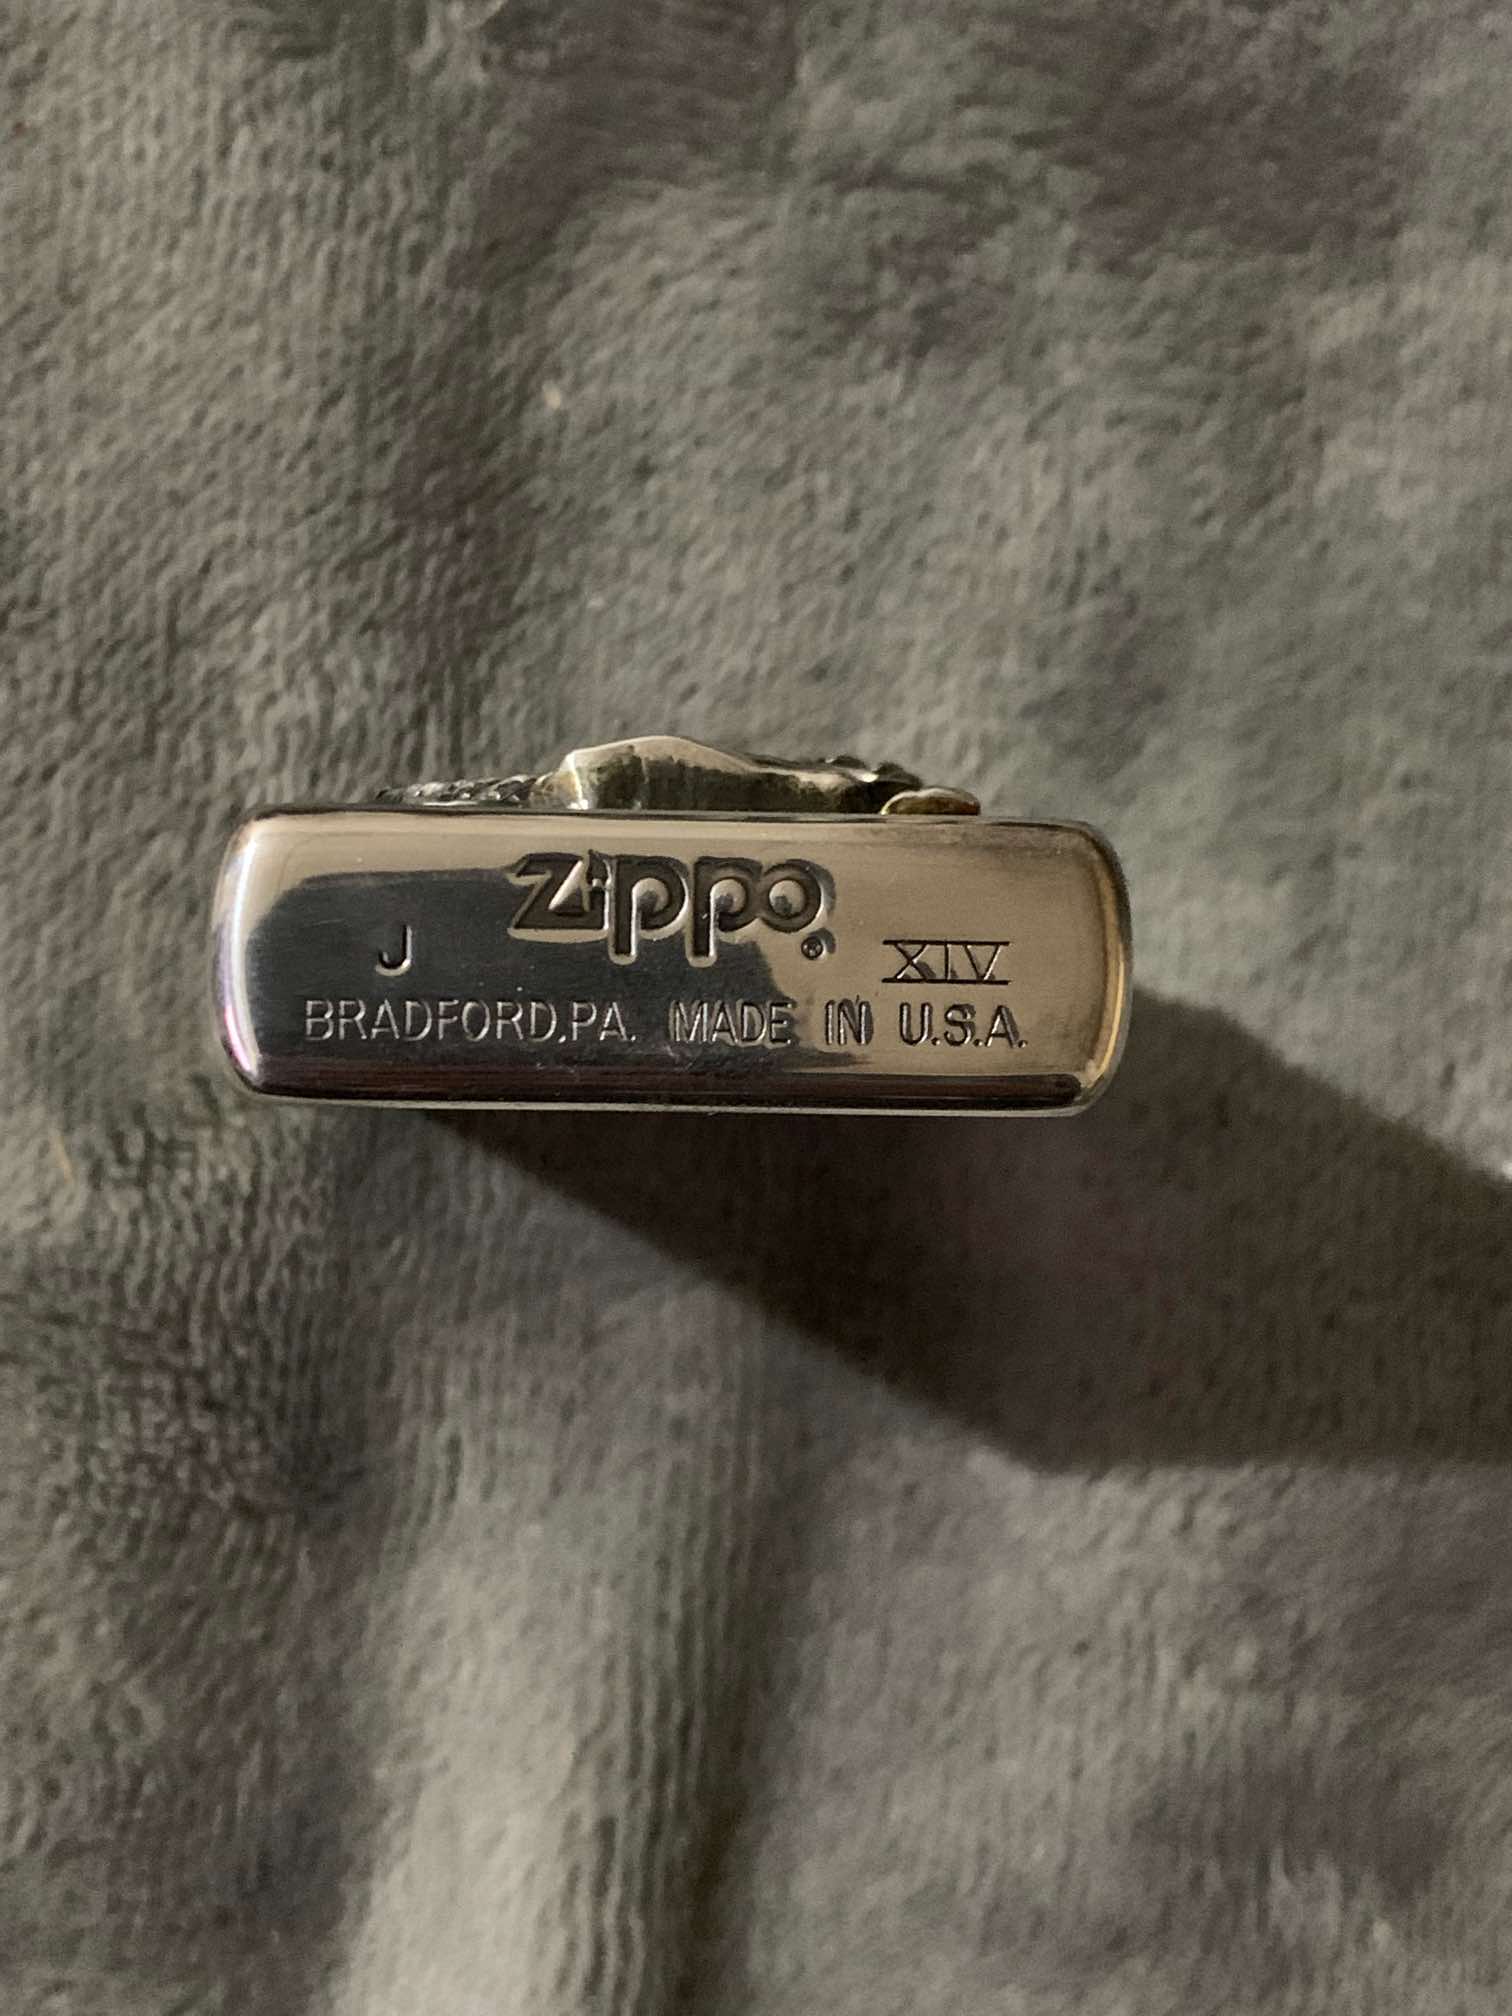 Zippo®
J XIV
BRADFORD,PA. MADE IN U.S.A.